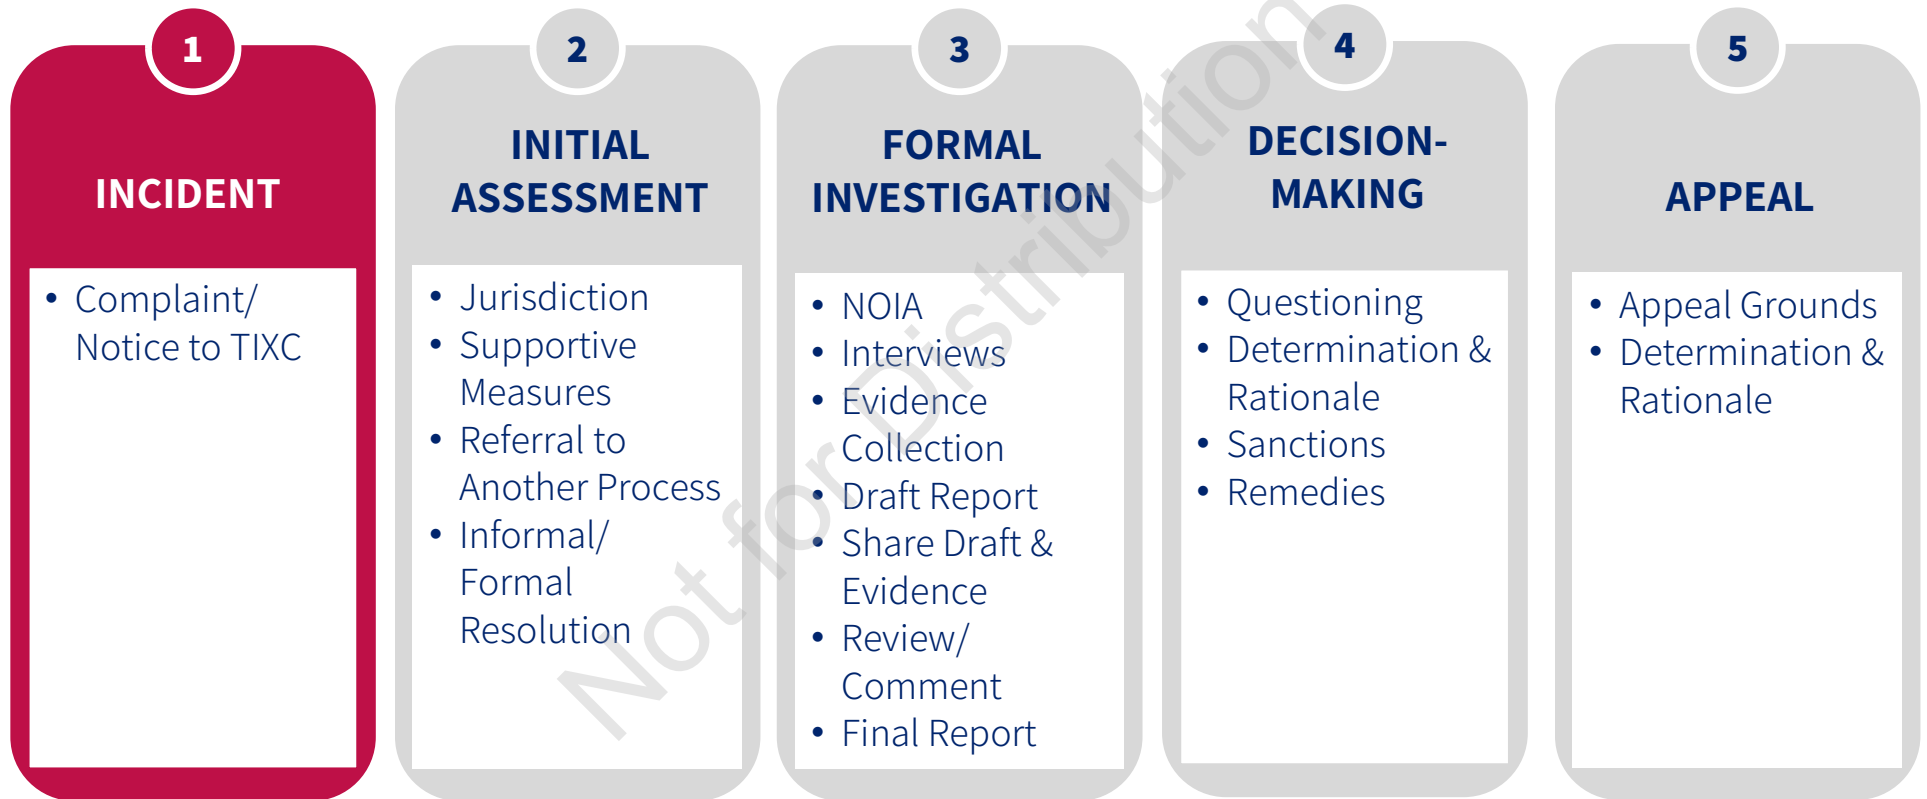 1
INCIDENT
• Complaint/
Notice to TIXC
2
INITIAL
ASSESSMENT
• Jurisdiction
• Supportive
Measures
• Referral to
Another Process
• Informal/
Formal
Resolution
3
FORMAL
INVESTIGATION
• NOIA
• Interviews
• Evidence
Collection
• Draft Report
• Share Draft &
Evidence
• Review/
Comment
• Final Report
4
DECISION-
MAKING
• Questioning
• Determination &
Rationale
• Sanctions
• Remedies
5
APPEAL
• Appeal Grounds
• Determination &
Rationale
Not for Distribution